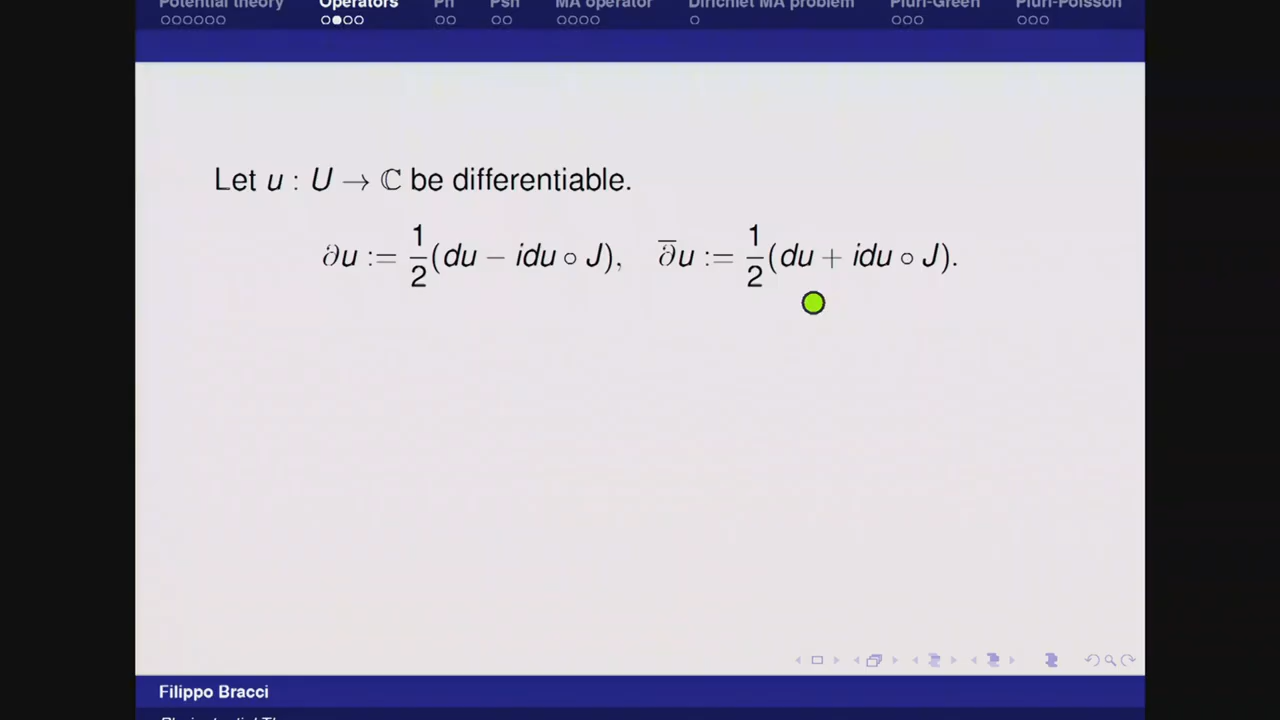 Potential theory Operators Ph Psh MA operator Dirichlet MA problem Pluri-Green Pluri-Poisson
Let u : U → ℂ be differentiable.
∂u := 1/2(du − idu ∘ J), ∂̅u := 1/2(du + idu ∘ J).
Filippo Bracci